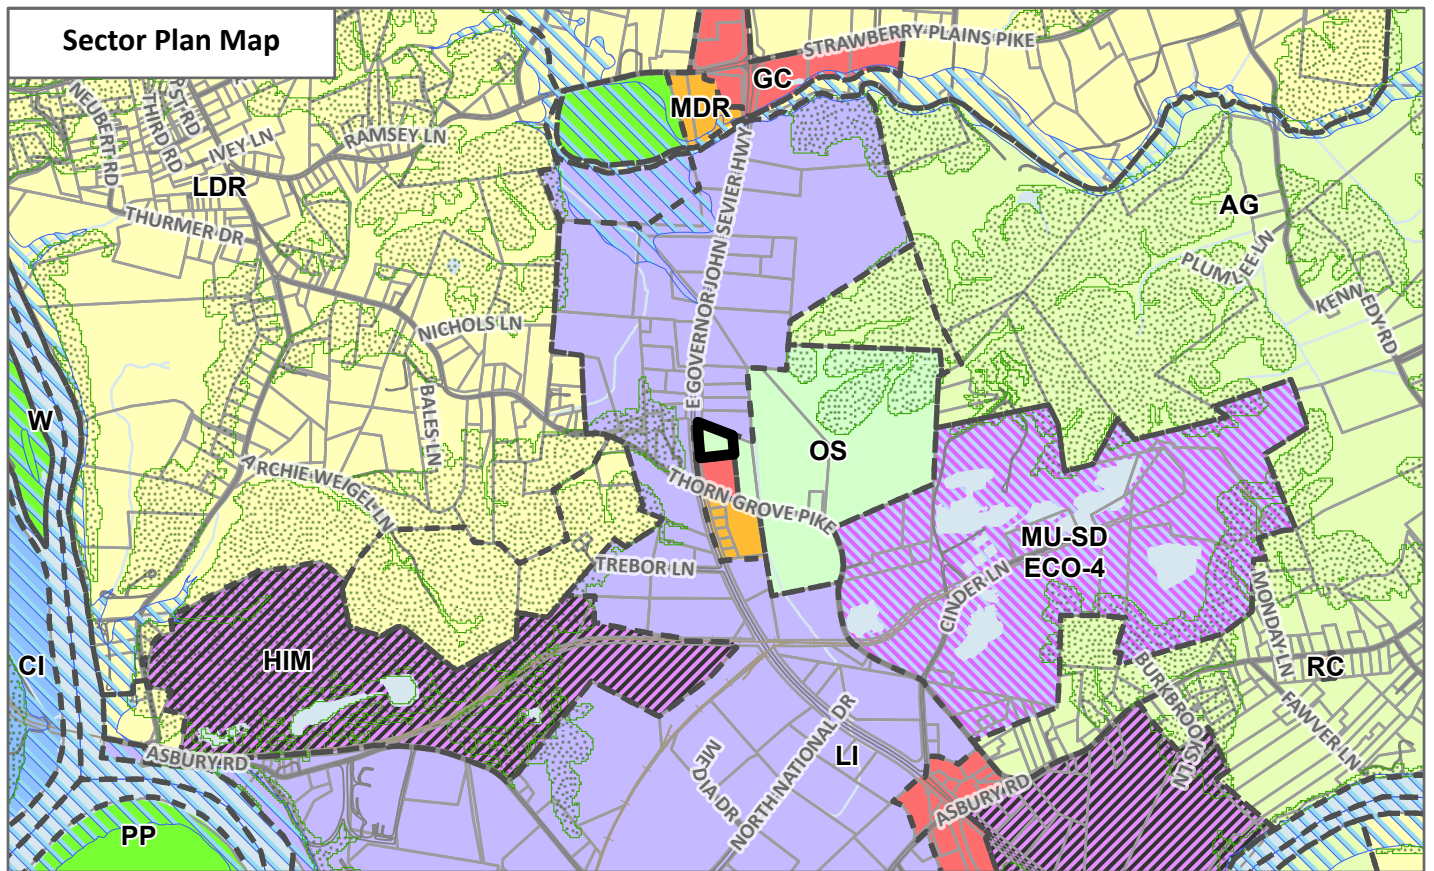 Sector Plan Map
STRAWBERRY PLAINS PIKE
GC
MDR
NEUBERT RD
THIRD RD
ST RD
IVEY LN
RAMSEY LN
LDR
THURMER DR
E GOVERNOR JOHN SEVIER HWY
AG
PLUMLEE LN
KENNEDY RD
NICHOLS LN
BALES LN
W
ARCHIE WEIGEL LN
OS
THORN GROVE PIKE
TREBOR LN
MU-SD
ECO-4
CINDER LN
MONDAY LN
CI
HIM
RC
BURKBROOKS LN
FAWVER LN
ASBURY RD
MEDIA DR
NORTH NATIONAL DR
LI
ASBURY RD
PP